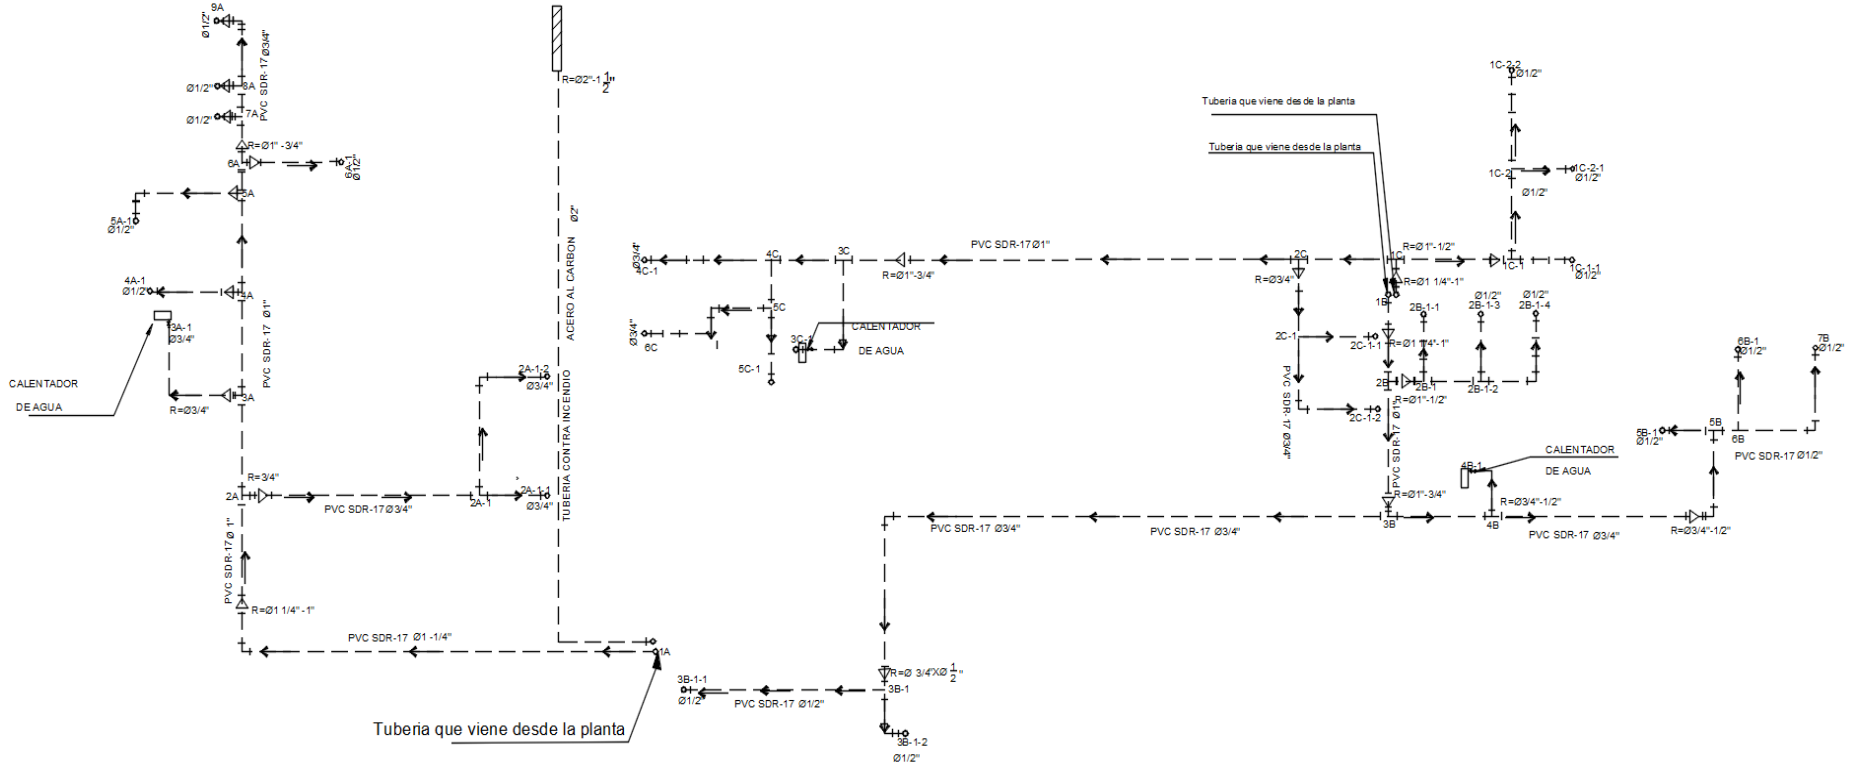 9A
Ø1/2"
PVC SDR-17 Ø3/4"
Ø1/2"
8A
Ø1/2"
7A
R=Ø1" -3/4"
6A
6A-1
Ø1/2"
5A
5A-1
Ø1/2"
4A-1
Ø1/2"
4A
3A-1
Ø3/4"
PVC SDR-17 Ø1"
CALENTADOR
DE AGUA
R=Ø3/4"
3A
2A
R=3/4"
PVC SDR-17 Ø3/4"
2A-1
2A-1-1
Ø3/4"
2A-1-2
Ø3/4"
PVC SDR-17 Ø 1"
R=Ø1 1/4" -1"
PVC SDR-17 Ø1 -1/4"
1A
Tuberia que viene desde la planta
R=Ø2"-1 1/2"
TUBERIA CONTRA INCENDIO ACERO AL CARBON Ø2"
Ø3/4"
4C-1
4C
3C
R=Ø1"-3/4"
PVC SDR-17 Ø1"
5C
Ø3/4"
6C
5C-1
3C-1
CALENTADOR
DE AGUA
2C
R=Ø3/4"
2C-1
2C-1-1
2C-1-2
PVC SDR-17 Ø3/4"
Tuberia que viene desde la planta
Tuberia que viene desde la planta
1C
R=Ø1"-1/2"
R=Ø1 1/4"-1"
1B
1C-1
1C-1-1
Ø1/2"
1C-2
Ø1/2"
1C-2-1
Ø1/2"
1C-2-2
Ø1/2"
2B-1-1
Ø1/2"
2B-1-3
Ø1/2"
2B-1-4
R=Ø1 1/4"-1"
2B
2B-1
2B-1-2
R=Ø1"-1/2"
PVC SDR-17 Ø1"
R=Ø1"-3/4"
3B
4B-1
CALENTADOR
DE AGUA
R=Ø3/4"-1/2"
4B
PVC SDR-17 Ø3/4"
R=Ø3/4"-1/2"
5B-1
Ø1/2"
5B
6B
PVC SDR-17 Ø1/2"
6B-1
Ø1/2"
7B
Ø1/2"
PVC SDR-17 Ø3/4"
PVC SDR-17 Ø3/4"
R=Ø 3/4"XØ 1/2"
3B-1
3B-1-1
Ø1/2"
PVC SDR-17 Ø1/2"
3B-1-2
Ø1/2"